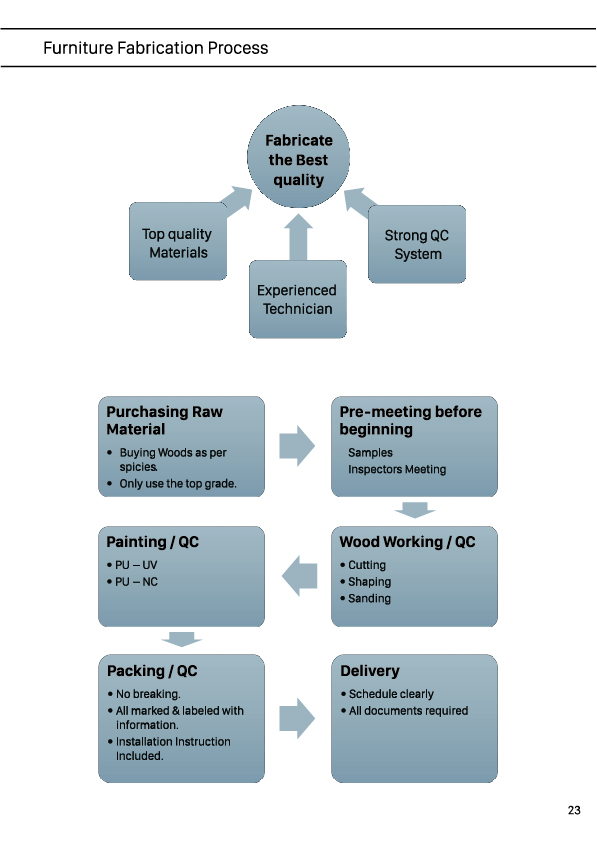 Furniture Fabrication Process
Fabricate
the Best
quality
Top quality
Materials
Strong QC
System
Experienced
Technician
Purchasing Raw
Material
• Buying Woods as per
spicies.
• Only use the top grade.
Pre-meeting before
beginning
Samples
Inspectors Meeting
Painting / QC
• PU – UV
• PU – NC
Wood Working / QC
• Cutting
• Shaping
• Sanding
Packing / QC
• No breaking.
• All marked & labeled with
information.
• Installation Instruction
Included.
Delivery
• Schedule clearly
• All documents required
23